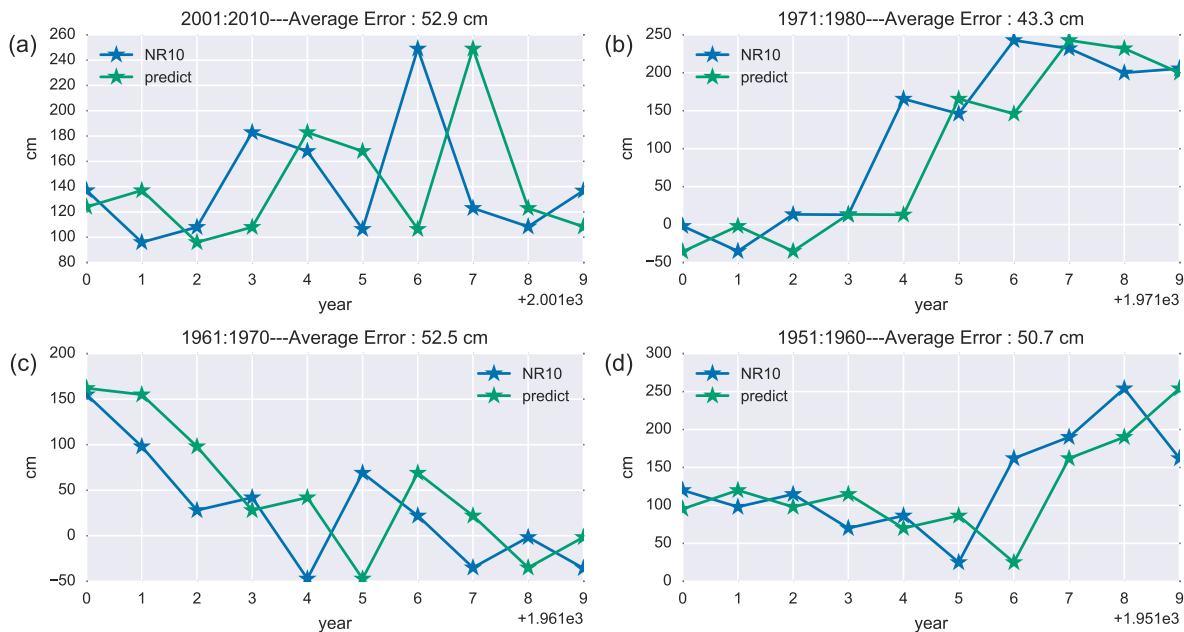 (a)
2001:2010---Average Error : 52.9 cm
260
240
220
200
180
160
140
120
100
80
cm
NR10
predict
0 1 2 3 4 5 6 7 8 9
year
+2.001e3
(b)
1971:1980---Average Error : 43.3 cm
250
200
150
100
50
0
−50
cm
NR10
predict
0 1 2 3 4 5 6 7 8 9
year
+1.971e3
(c)
1961:1970---Average Error : 52.5 cm
200
150
100
50
0
−50
cm
NR10
predict
0 1 2 3 4 5 6 7 8 9
year
+1.961e3
(d)
1951:1960---Average Error : 50.7 cm
300
250
200
150
100
50
0
cm
NR10
predict
0 1 2 3 4 5 6 7 8 9
year
+1.951e3